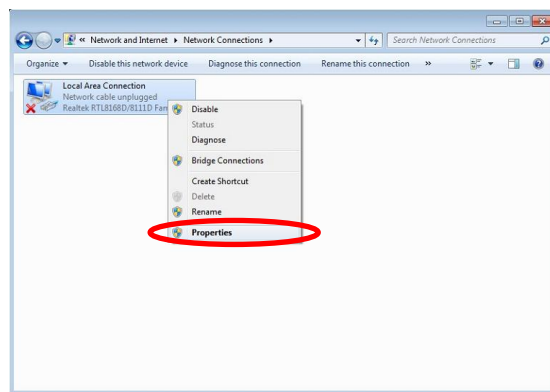 « Network and Internet ▸ Network Connections ▸
Search Network Connections
Organize ▾ Disable this network device Diagnose this connection Rename this connection »
Local Area Connection
Network cable unplugged
Realtek RTL8168D/8111D Fam
Disable
Status
Diagnose
Bridge Connections
Create Shortcut
Delete
Rename
Properties